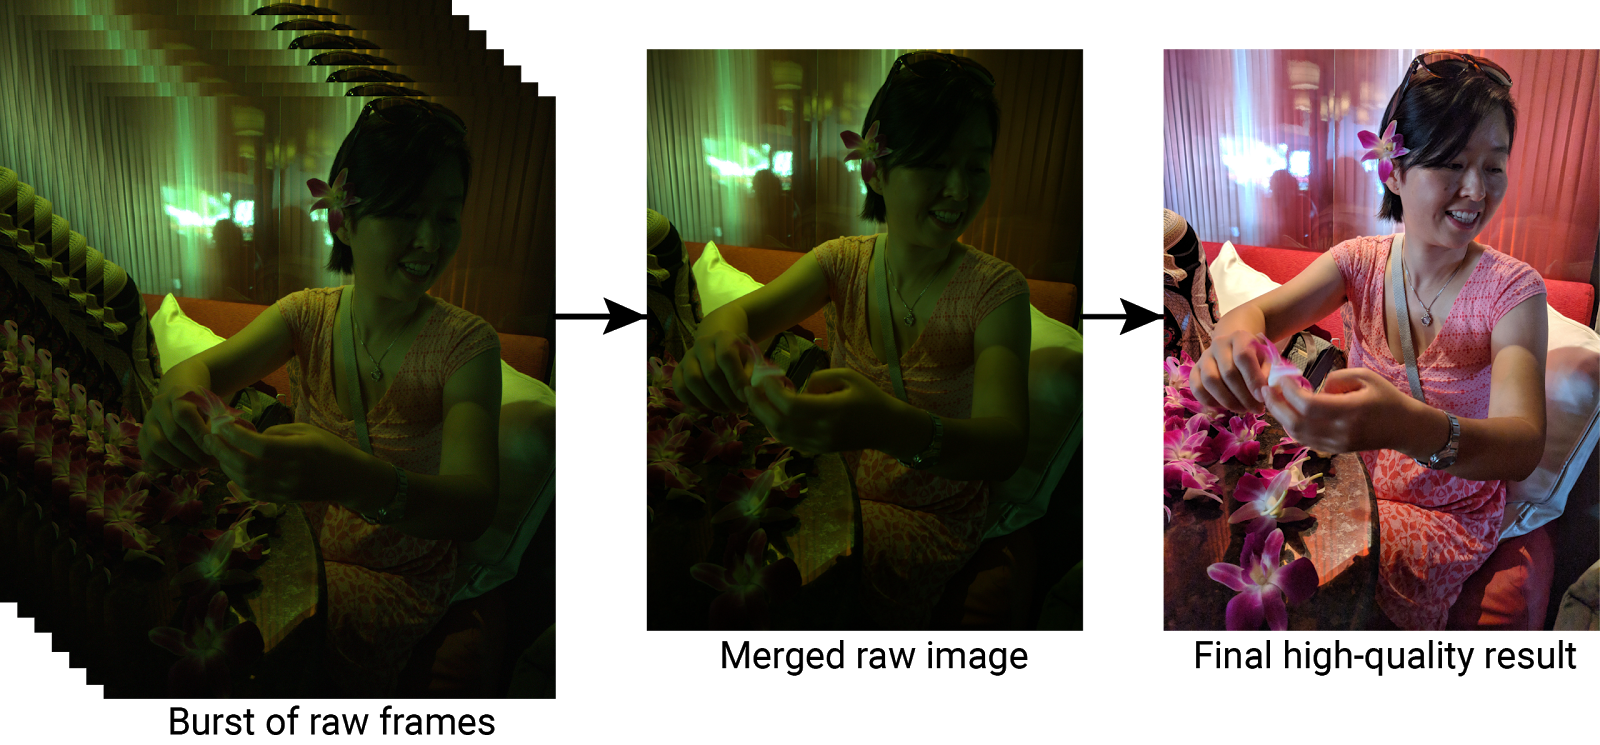 Burst of raw frames
Merged raw image
Final high-quality result